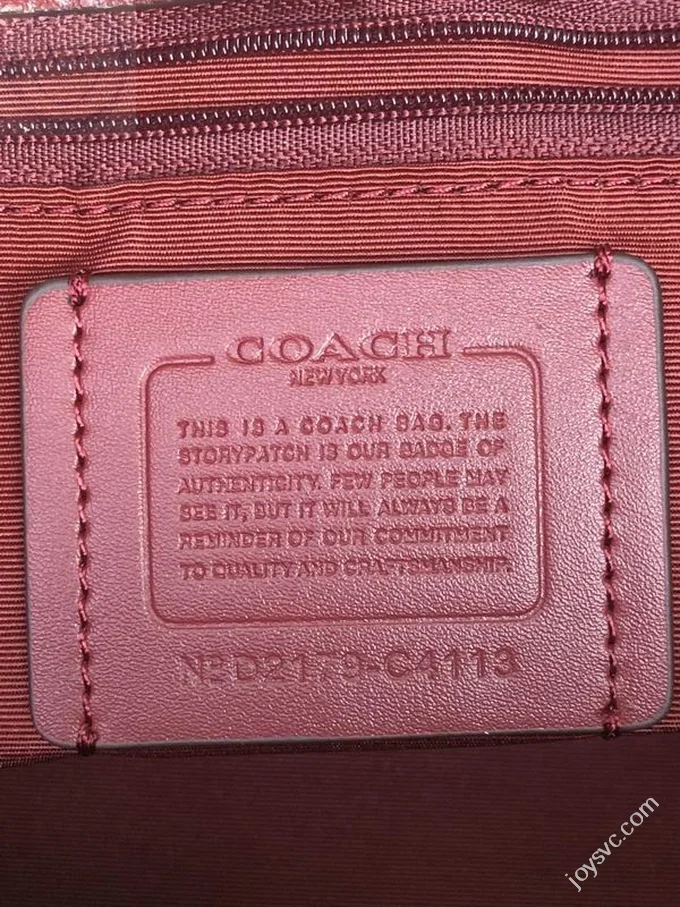 COACH
NEW YORK
THIS IS A COACH BAG. THE
STORYPATCH IS OUR BADGE OF
AUTHENTICITY. FEW PEOPLE MAY
SEE IT, BUT IT WILL ALWAYS BE A
REMINDER OF OUR COMMITMENT
TO QUALITY AND CRAFTSMANSHIP.
Nº D2179-C4113
joysvc.com